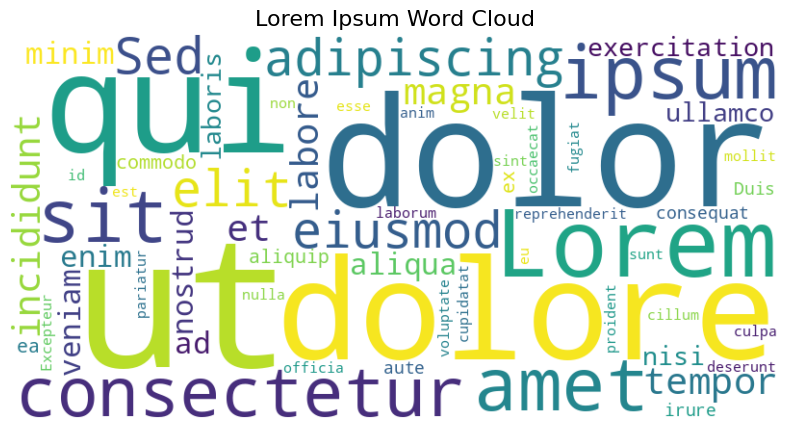 Lorem Ipsum Word Cloud
minim
Sed
adipiscing
ipsum
exercitation
qui
laboris
non
labore
esse
magna
anim
dolor
velit
ullamco
incididunt
id
commodo
est
elit
sint
ex
occaecat
fugiat
mollit
Duis
sit
nostrud
et
laborum
eiusmod
reprehenderit
consequat
Lorem
enim
pariatur
aliquip
aliqua
eu
sunt
veniam
Excepteur
ut
nulla
dolore
voluptate
cupidatat
proident
cillum
culpa
ea
ad
officia
aute
nisi
deserunt
consectetur
amet
tempor
irure